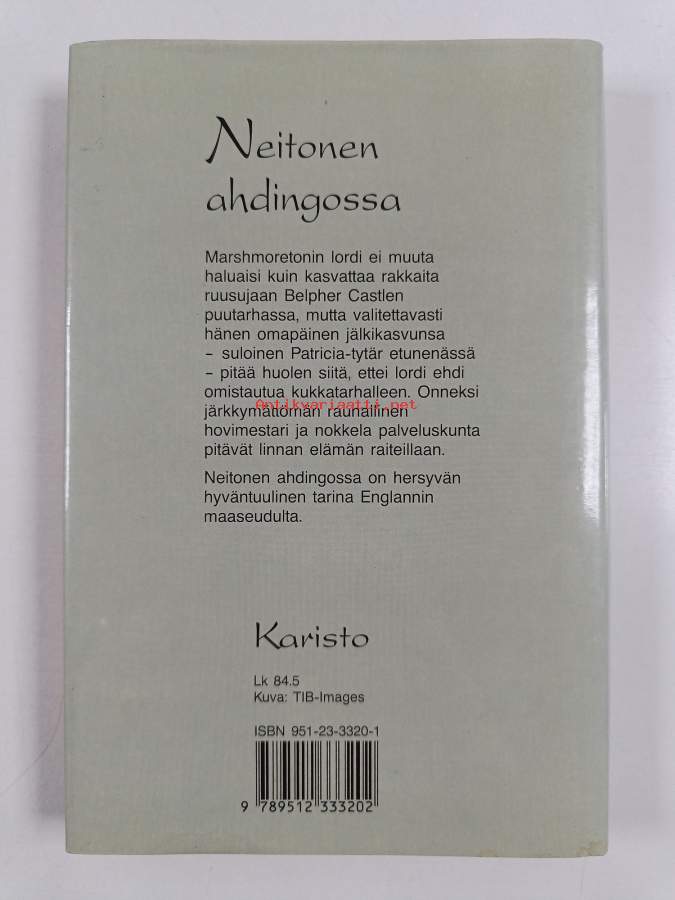 Neitonen
ahdingossa
Marshmoretonin lordi ei muuta
haluaisi kuin kasvattaa rakkaita
ruusujaan Belpher Castlen
puutarhassa, mutta valitettavasti
hänen omapäinen jälkikasvunsa
– suloinen Patricia-tytär etunenässä
– pitää huolen siitä, ettei lordi ehdi
omistautua kukkatarhalleen. Onneksi
Antikvariaatti.net
järkkymättömän rauhallinen
hovimestari ja nokkela palveluskunta
pitävät linnan elämän raiteillaan.
Neitonen ahdingossa on hersyvän
hyväntuulinen tarina Englannin
maaseudulta.
Karisto
Lk 84.5
Kuva: TIB-Images
ISBN 951-23-3320-1
9 789512 333202